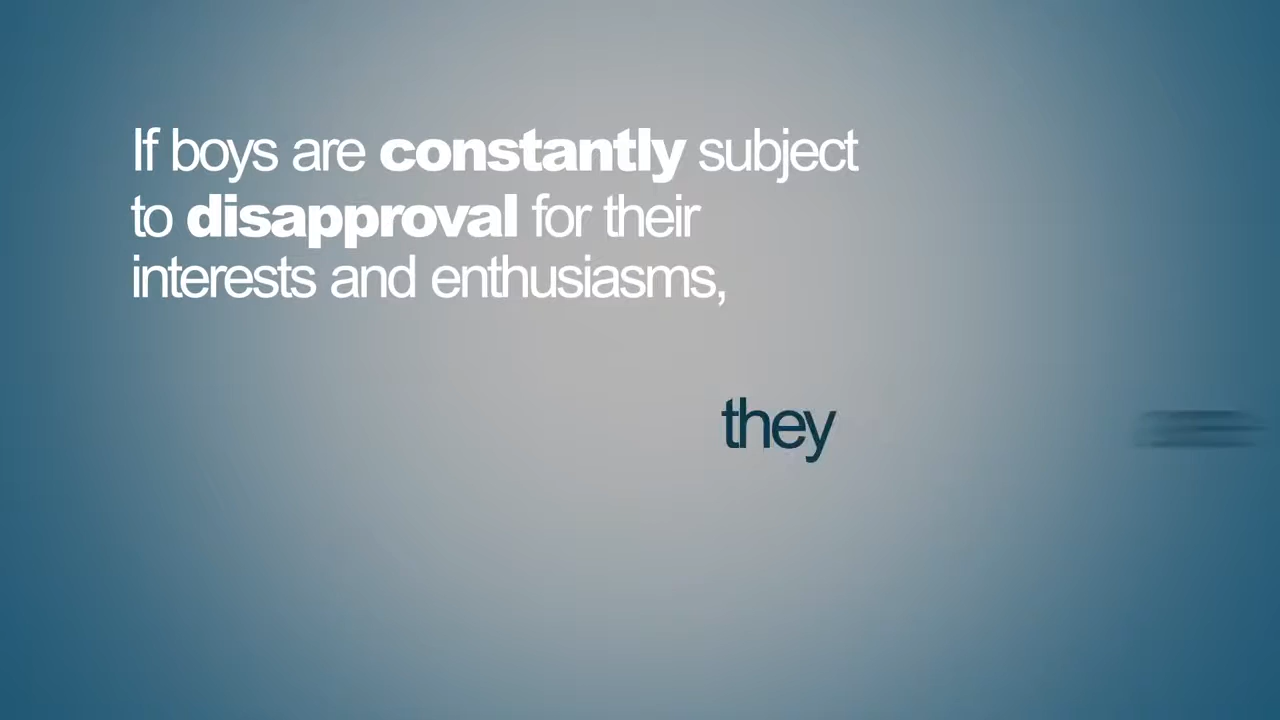 If boys are constantly subject
to disapproval for their
interests and enthusiasms,
they